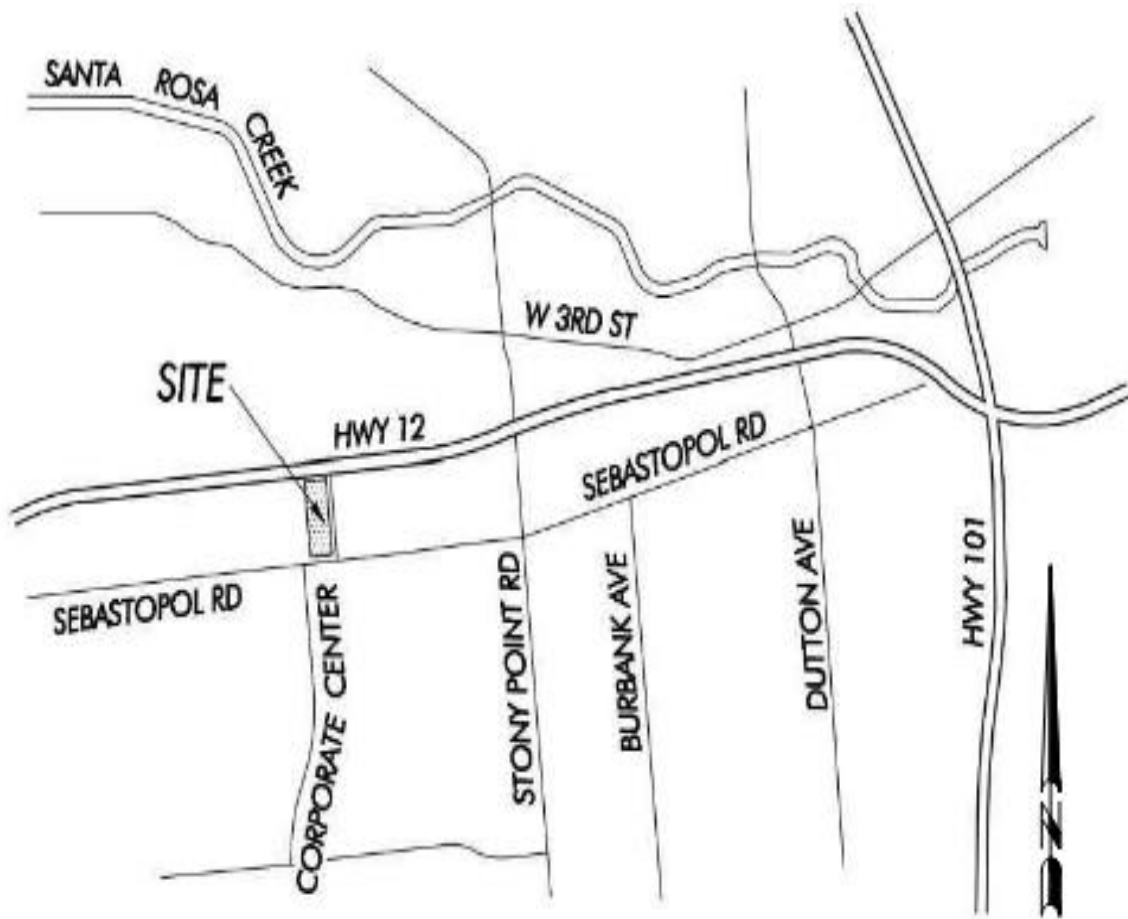 SANTA ROSA CREEK
W 3RD ST
SITE
HWY 12
SEBASTOPOL RD
SEBASTOPOL RD
CORPORATE CENTER
STONY POINT RD
BURBANK AVE
DUTTON AVE
HWY 101
N